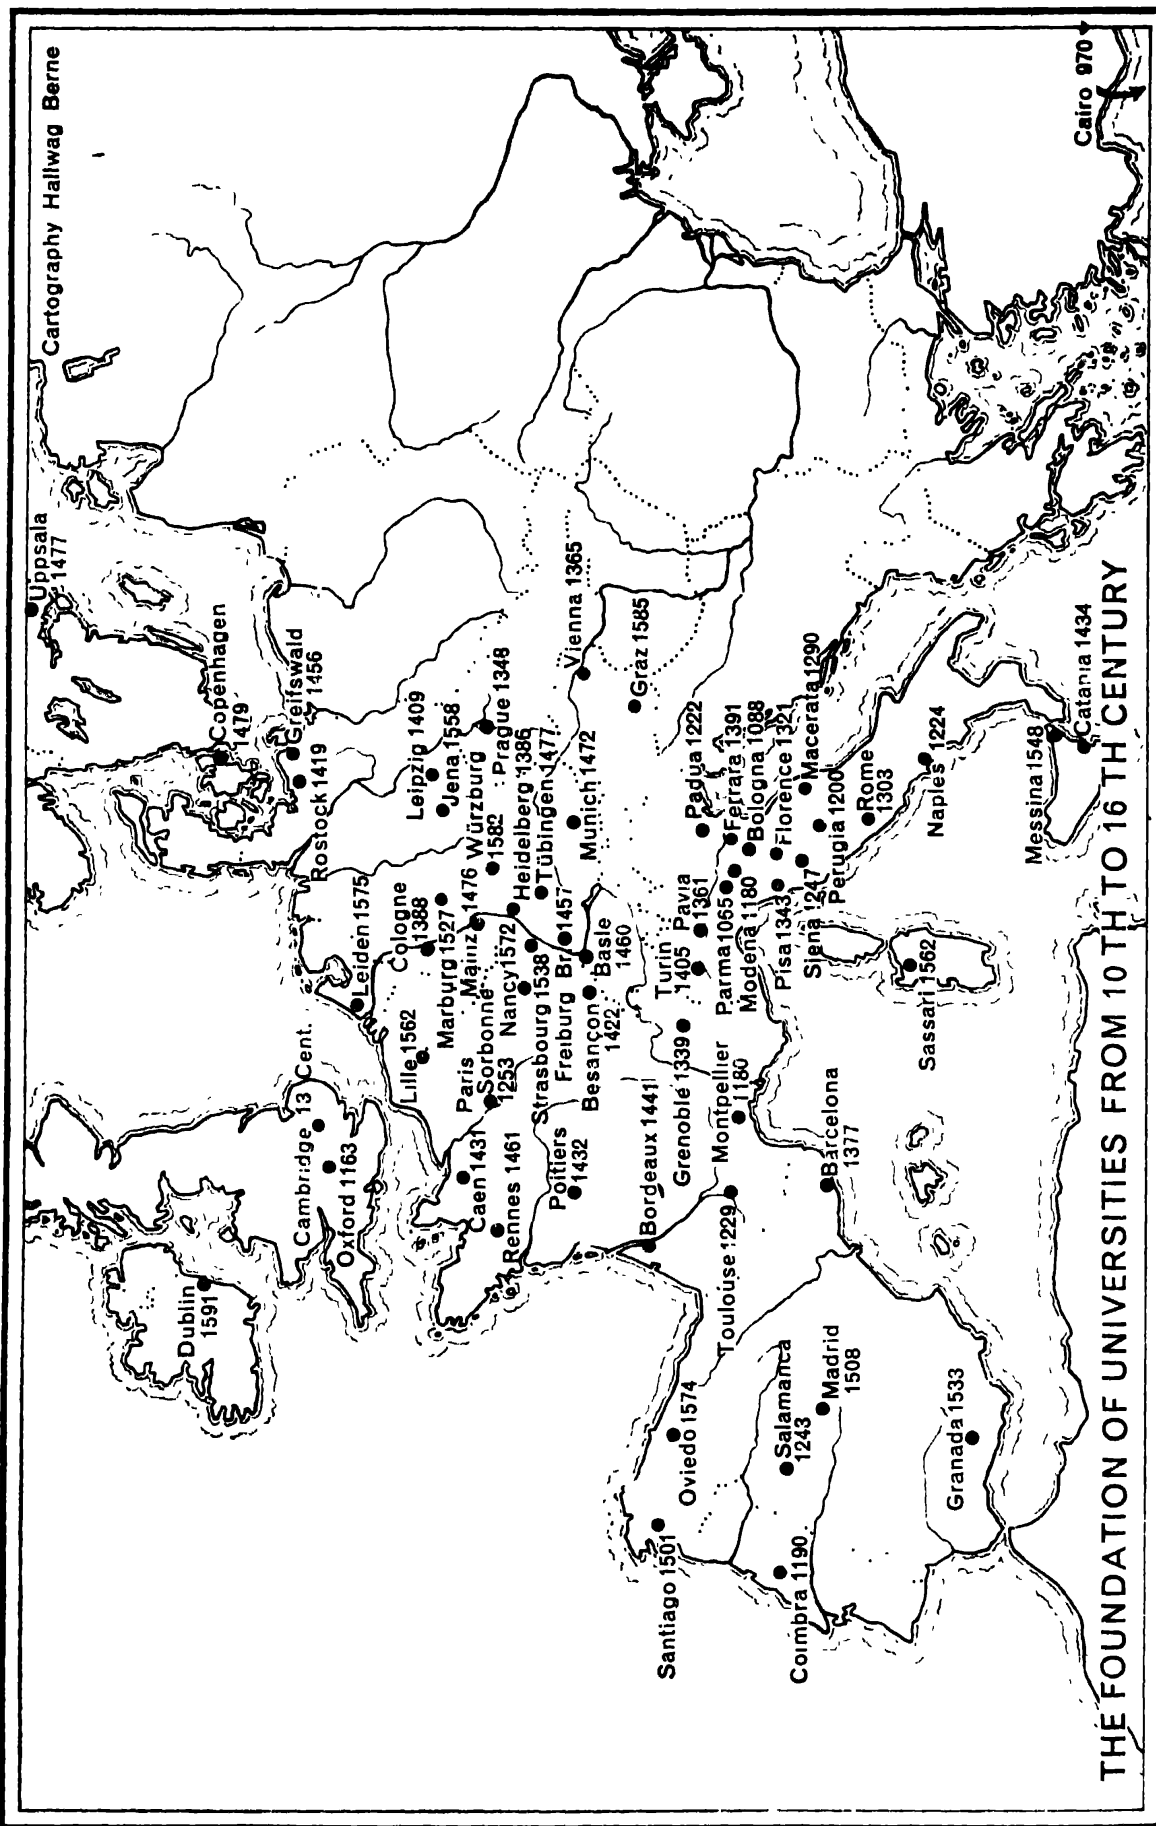 Cartography Hallwag Berne
Uppsala
1477
Copenhagen
1479
Dublin
1591
Greifswald
1456
Rostock 1419
Cambridge 13 Cent.
Oxford 1163
Leiden 1575
Cologne
1388
Lille 1562
Leipzig 1409
Jena 1558
Marburg 1527
Mainz 1476
Würzburg
1582
Prague 1348
Paris
Sorbonne
1253
Caen 1431
Rennes 1461
Nancy 1572
Heidelberg 1386
Tübingen 1477
Strasbourg 1538
Freiburg Br. 1457
Munich 1472
Vienna 1365
Poitiers
1432
Besançon
1422
Basle
1460
Graz 1585
Bordeaux 1441
Grenoble 1339
Turin
1405
Pavia
1361
Padua 1222
Santiago 1501
Oviedo 1574
Toulouse 1229
Montpellier
1180
Parma 1065
Modena 1180
Ferrara 1391
Bologna 1088
Florence 1321
Pisa 1343
Siena 1247
Macerata 1290
Perugia 1200
Rome
1303
Coimbra 1190
Salamanca
1243
Madrid
1508
Barcelona
1377
Sassari 1562
Naples 1224
Granada 1533
Messina 1548
Catania 1434
Cairo 970
THE FOUNDATION OF UNIVERSITIES FROM 10 TH TO 16 TH CENTURY